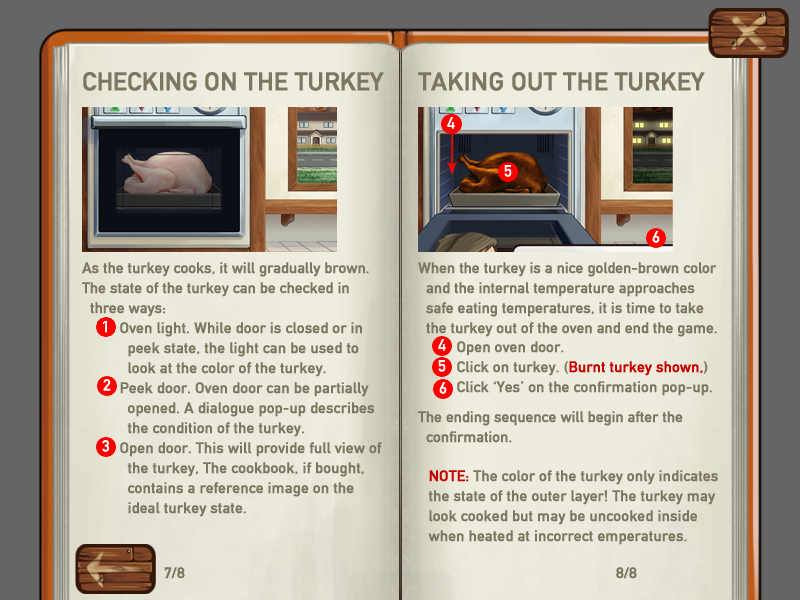 CHECKING ON THE TURKEY
As the turkey cooks, it will gradually brown.
The state of the turkey can be checked in
three ways:
1 Oven light. While door is closed or in
peek state, the light can be used to
look at the color of the turkey.
2 Peek door. Oven door can be partially
opened. A dialogue pop-up describes
the condition of the turkey.
3 Open door. This will provide full view of
the turkey, The cookbook, if bought,
contains a reference image on the
ideal turkey state.
7/8
TAKING OUT THE TURKEY
4
5
6
When the turkey is a nice golden-brown color
and the internal temperature approaches
safe eating temperatures, it is time to take
the turkey out of the oven and end the game.
4 Open oven door.
5 Click on turkey. (Burnt turkey shown,)
6 Click ‘Yes’ on the confirmation pop-up.
The ending sequence will begin after the
confirmation.
NOTE: The color of the turkey only indicates
the state of the outer layer! The turkey may
look cooked but may be uncooked inside
when heated at incorrect emperatures.
8/8